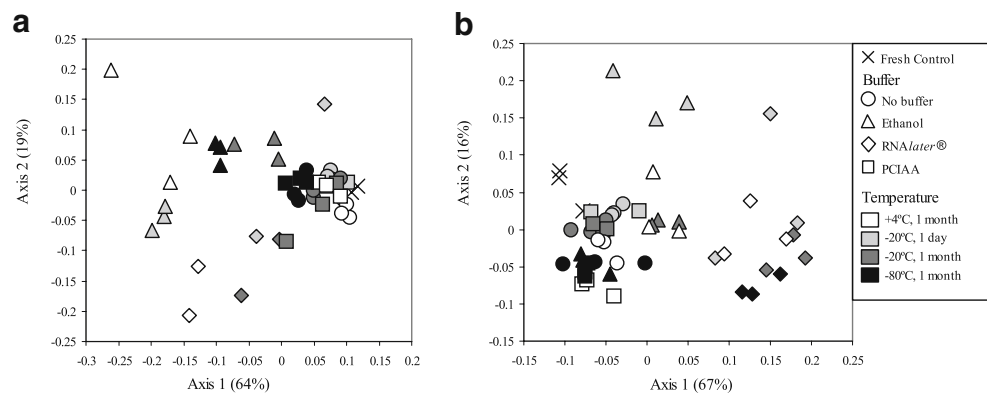 a
0.25
0.2
0.15
0.1
0.05
0
-0.05
-0.1
-0.15
-0.2
-0.25
-0.3 -0.25 -0.2 -0.15 -0.1 -0.05 0 0.05 0.1 0.15 0.2
Axis 2 (19%)
Axis 1 (64%)
b
0.25
0.2
0.15
0.1
0.05
0
-0.05
-0.1
-0.15
-0.15 -0.1 -0.05 0 0.05 0.1 0.15 0.2 0.25
Axis 2 (16%)
Axis 1 (67%)
Fresh Control
Buffer
No buffer
Ethanol
RNAlater®
PCIAA
Temperature
+4°C, 1 month
-20°C, 1 day
-20°C, 1 month
-80°C, 1 month